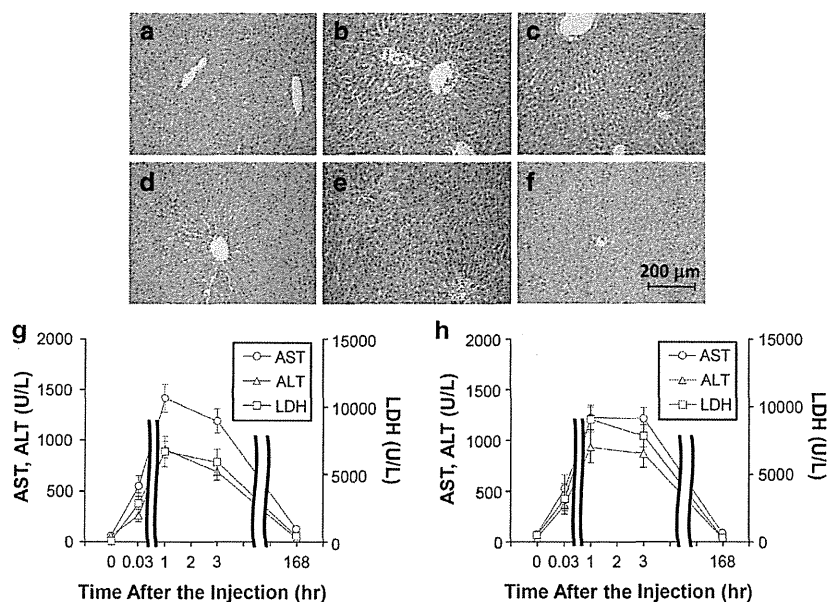 a
b
c
d
e
f
200 μm
g
2000
1500
1000
500
0
AST, ALT (U/L)
AST
ALT
LDH
15000
10000
5000
0
LDH (U/L)
0 0.03 1 2 3 168
Time After the Injection (hr)
h
2000
1500
1000
500
0
AST, ALT (U/L)
AST
ALT
LDH
15000
10000
5000
0
LDH (U/L)
0 0.03 1 2 3 168
Time After the Injection (hr)